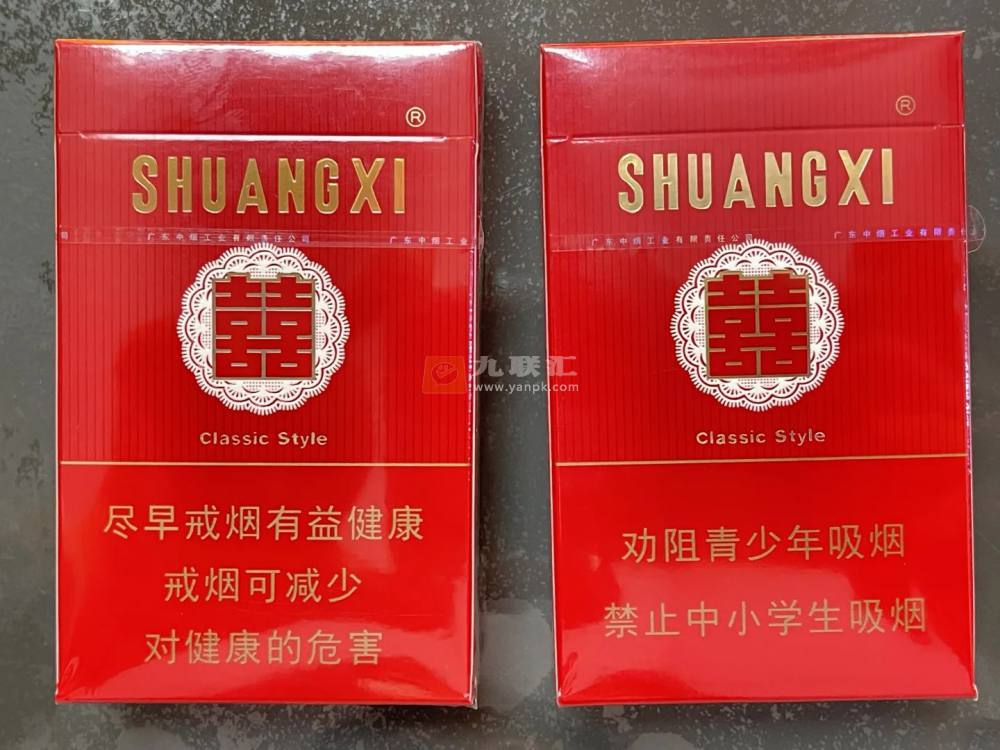 ®
SHUANGXI
司 广东中烟工业有限责任公司 广东中烟工业
囍
Classic Style
尽早戒烟有益健康
戒烟可减少
对健康的危害
®
SHUANGXI
广东中烟工业有限责任公司 广东中烟工业有限责任
囍
Classic Style
劝阻青少年吸烟
禁止中小学生吸烟
九联汇
www.yanpk.com